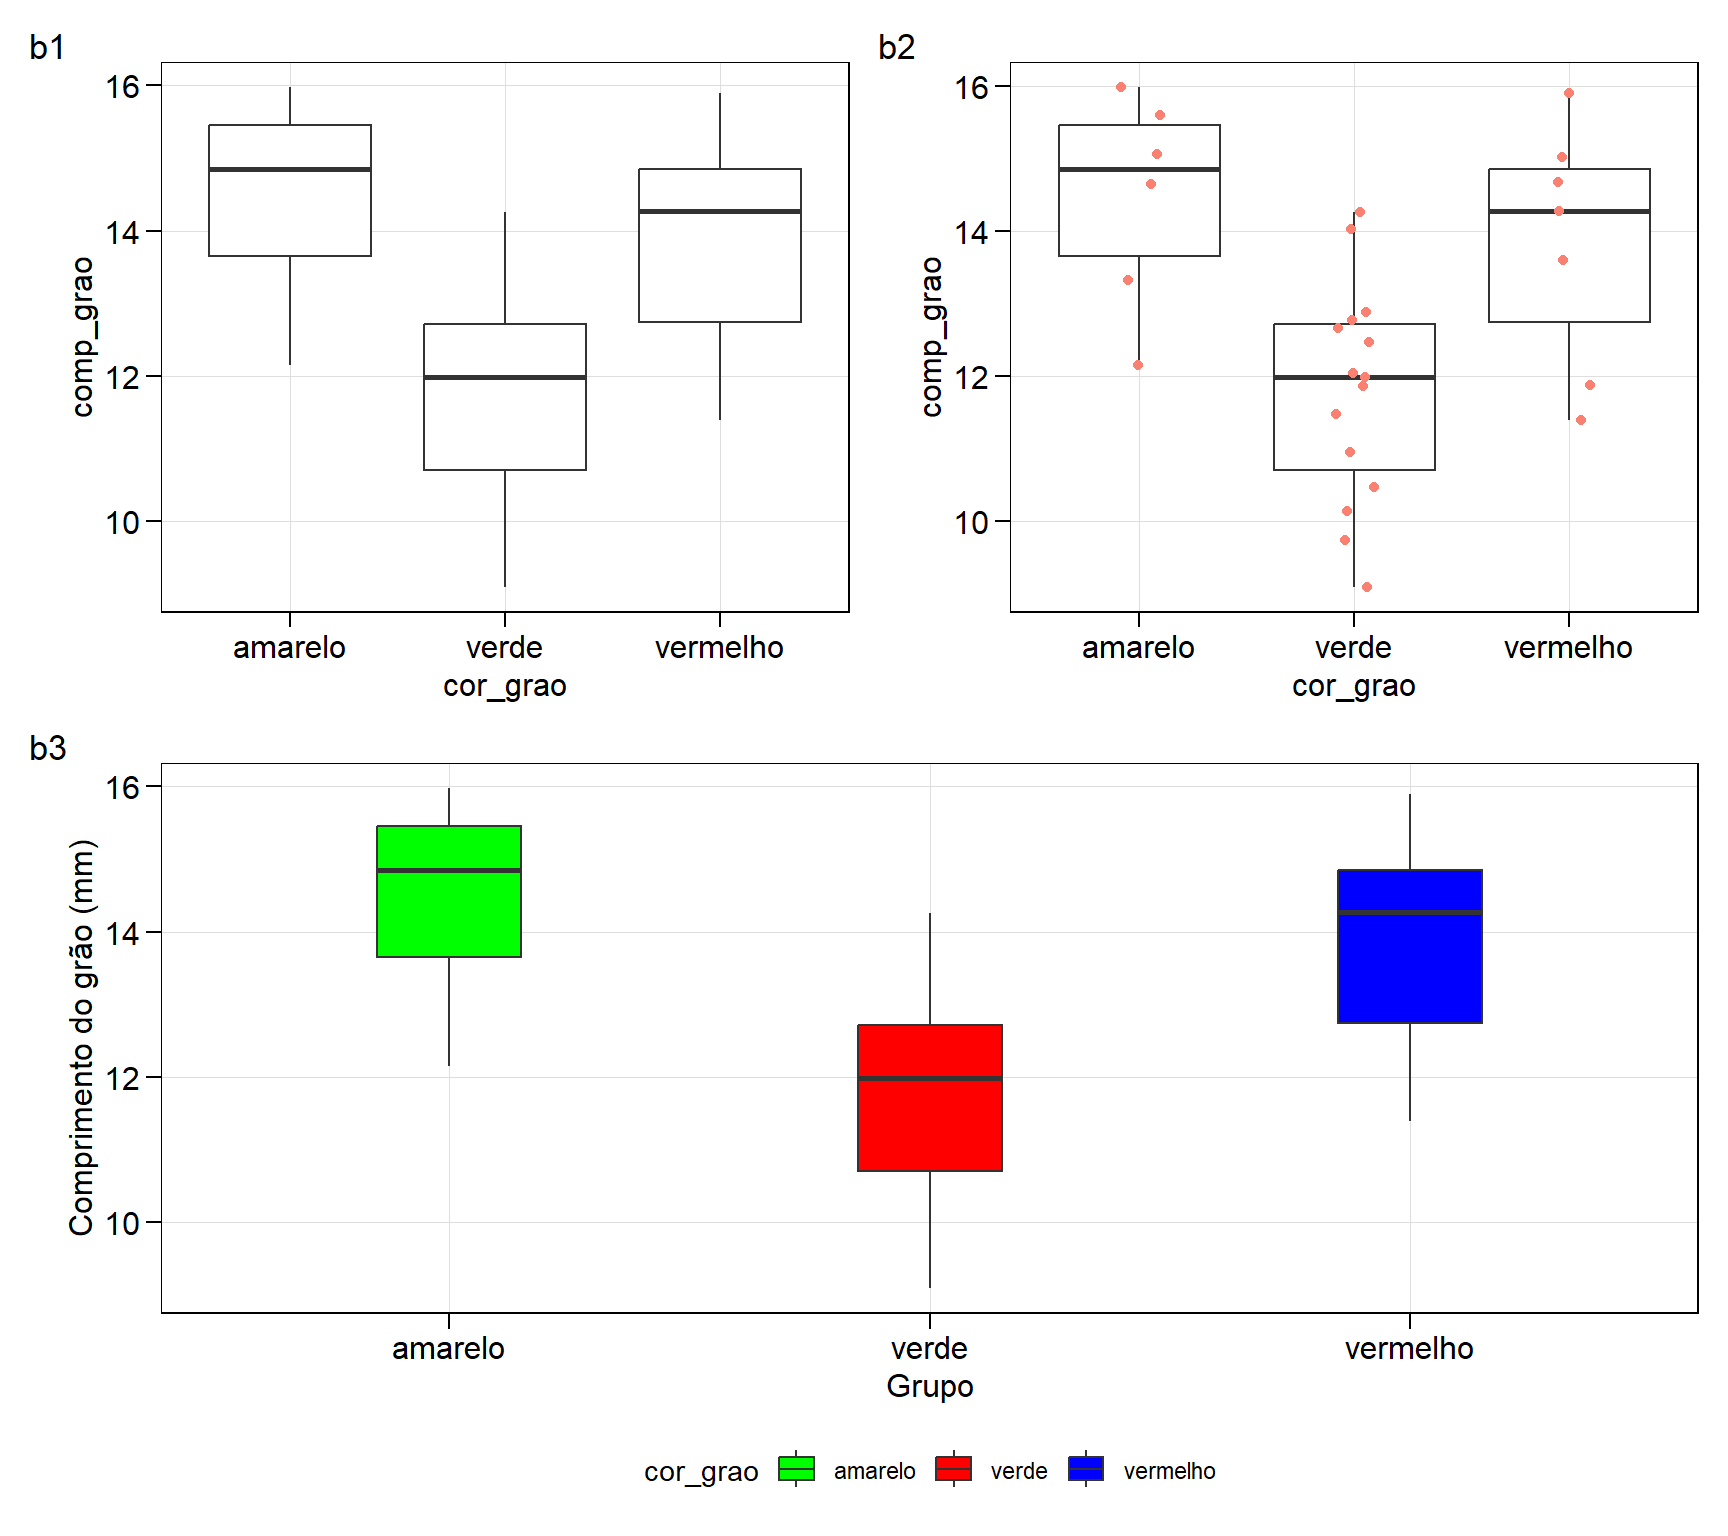 b1
comp_grao
16
14
12
10
amarelo verde vermelho
cor_grao
b2
comp_grao
16
14
12
10
amarelo verde vermelho
cor_grao
b3
Comprimento do grão (mm)
16
14
12
10
amarelo verde vermelho
Grupo
cor_grao amarelo verde vermelho